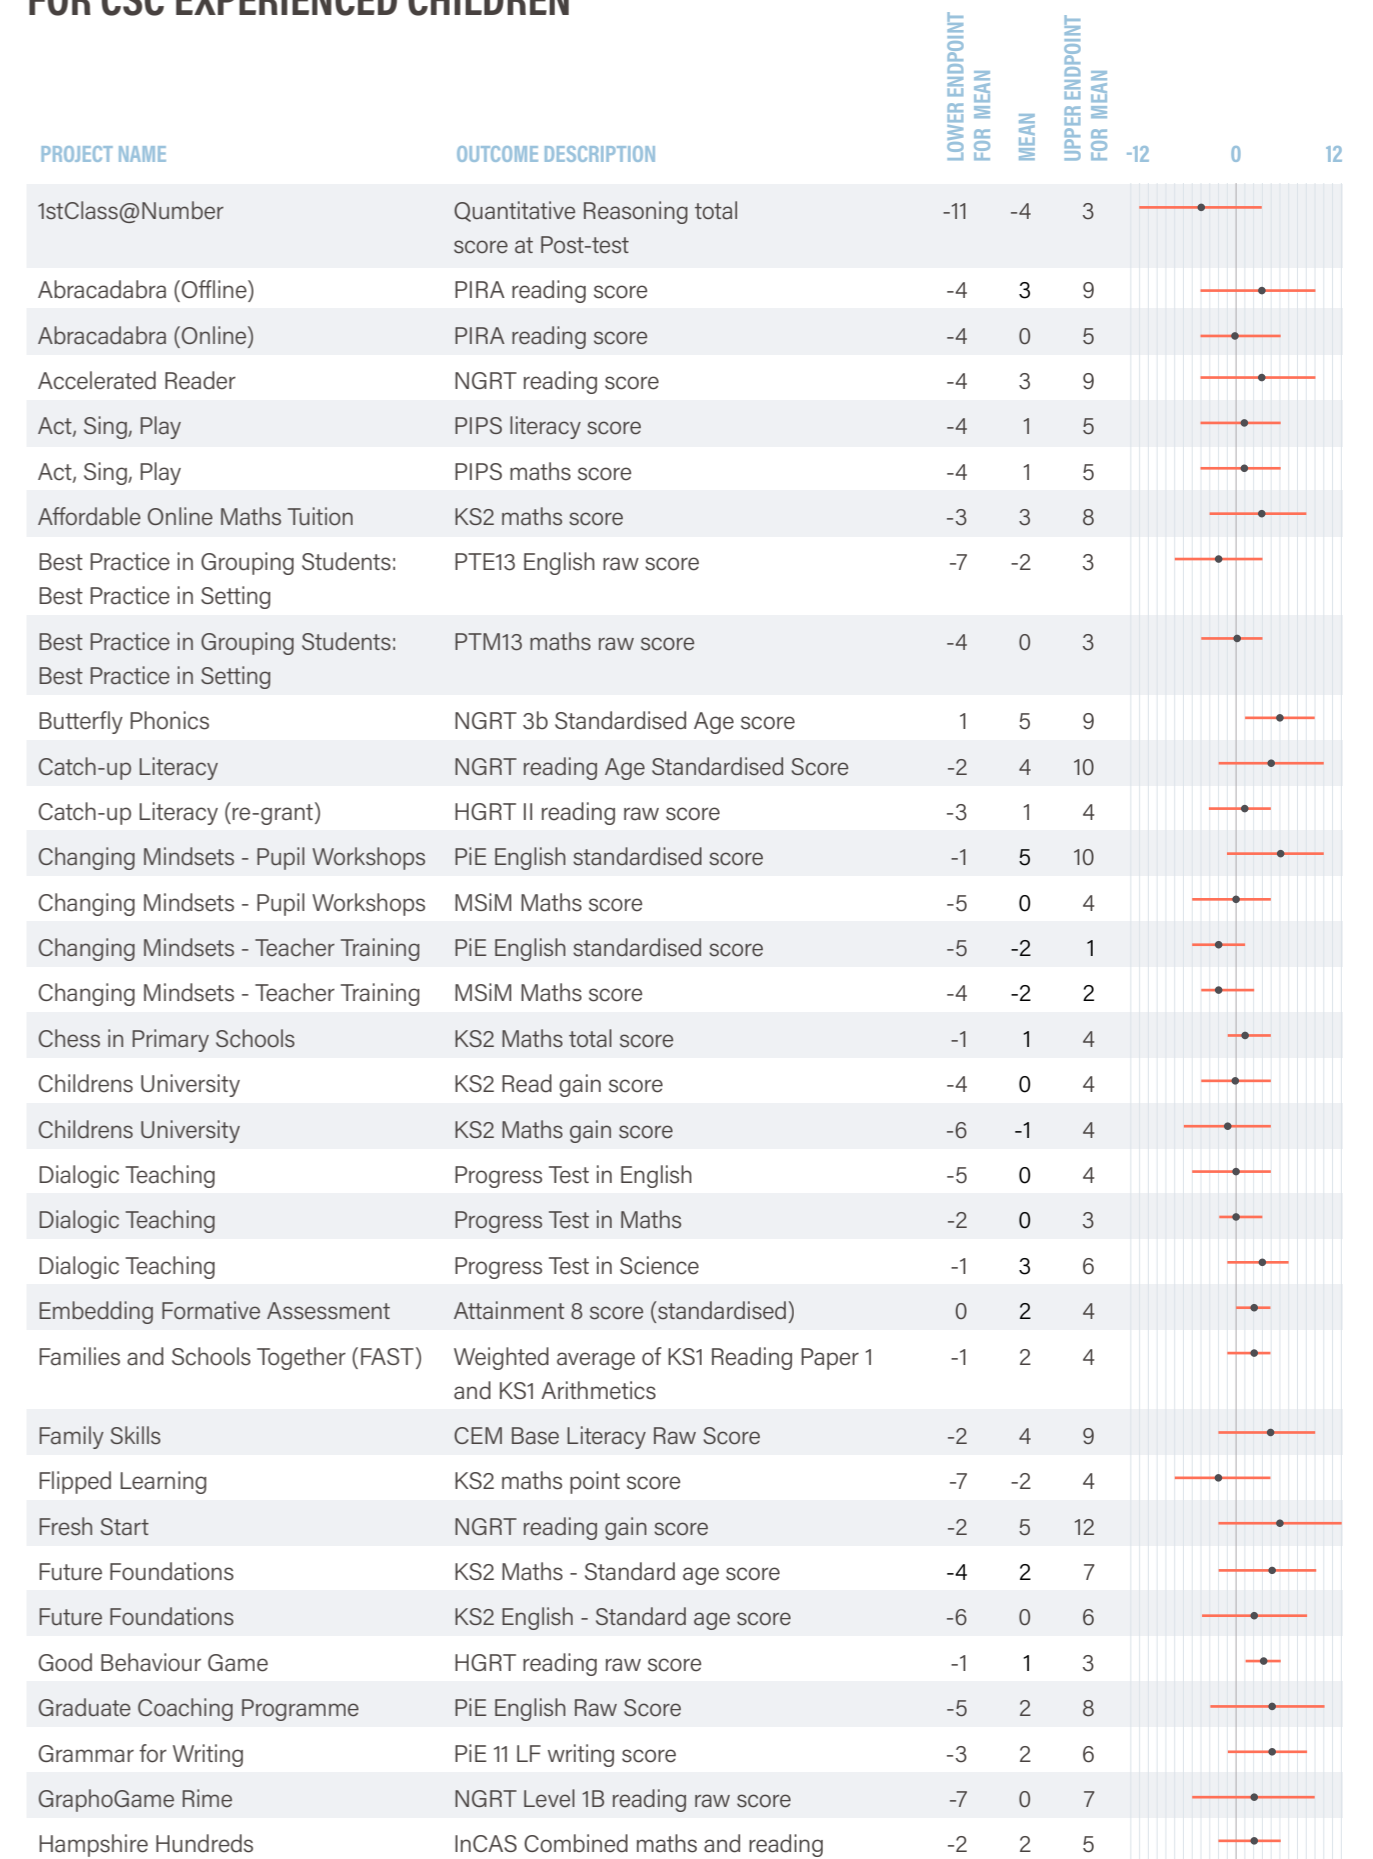 FOR CSC EXPERIENCED CHILDREN
PROJECT NAME OUTCOME DESCRIPTION LOWER ENDPOINT FOR MEAN MEAN UPPER ENDPOINT FOR MEAN -12 0 12
1stClass@Number Quantitative Reasoning total -11 -4 3
score at Post-test
Abracadabra (Offline) PIRA reading score -4 3 9
Abracadabra (Online) PIRA reading score -4 0 5
Accelerated Reader NGRT reading score -4 3 9
Act, Sing, Play PIPS literacy score -4 1 5
Act, Sing, Play PIPS maths score -4 1 5
Affordable Online Maths Tuition KS2 maths score -3 3 8
Best Practice in Grouping Students: PTE13 English raw score -7 -2 3
Best Practice in Setting
Best Practice in Grouping Students: PTM13 maths raw score -4 0 3
Best Practice in Setting
Butterfly Phonics NGRT 3b Standardised Age score 1 5 9
Catch-up Literacy NGRT reading Age Standardised Score -2 4 10
Catch-up Literacy (re-grant) HGRT II reading raw score -3 1 4
Changing Mindsets - Pupil Workshops PiE English standardised score -1 5 10
Changing Mindsets - Pupil Workshops MSiM Maths score -5 0 4
Changing Mindsets - Teacher Training PiE English standardised score -5 -2 1
Changing Mindsets - Teacher Training MSiM Maths score -4 -2 2
Chess in Primary Schools KS2 Maths total score -1 1 4
Childrens University KS2 Read gain score -4 0 4
Childrens University KS2 Maths gain score -6 -1 4
Dialogic Teaching Progress Test in English -5 0 4
Dialogic Teaching Progress Test in Maths -2 0 3
Dialogic Teaching Progress Test in Science -1 3 6
Embedding Formative Assessment Attainment 8 score (standardised) 0 2 4
Families and Schools Together (FAST) Weighted average of KS1 Reading Paper 1 -1 2 4
and KS1 Arithmetics
Family Skills CEM Base Literacy Raw Score -2 4 9
Flipped Learning KS2 maths point score -7 -2 4
Fresh Start NGRT reading gain score -2 5 12
Future Foundations KS2 Maths - Standard age score -4 2 7
Future Foundations KS2 English - Standard age score -6 0 6
Good Behaviour Game HGRT reading raw score -1 1 3
Graduate Coaching Programme PiE English Raw Score -5 2 8
Grammar for Writing PiE 11 LF writing score -3 2 6
GraphoGame Rime NGRT Level 1B reading raw score -7 0 7
Hampshire Hundreds InCAS Combined maths and reading -2 2 5